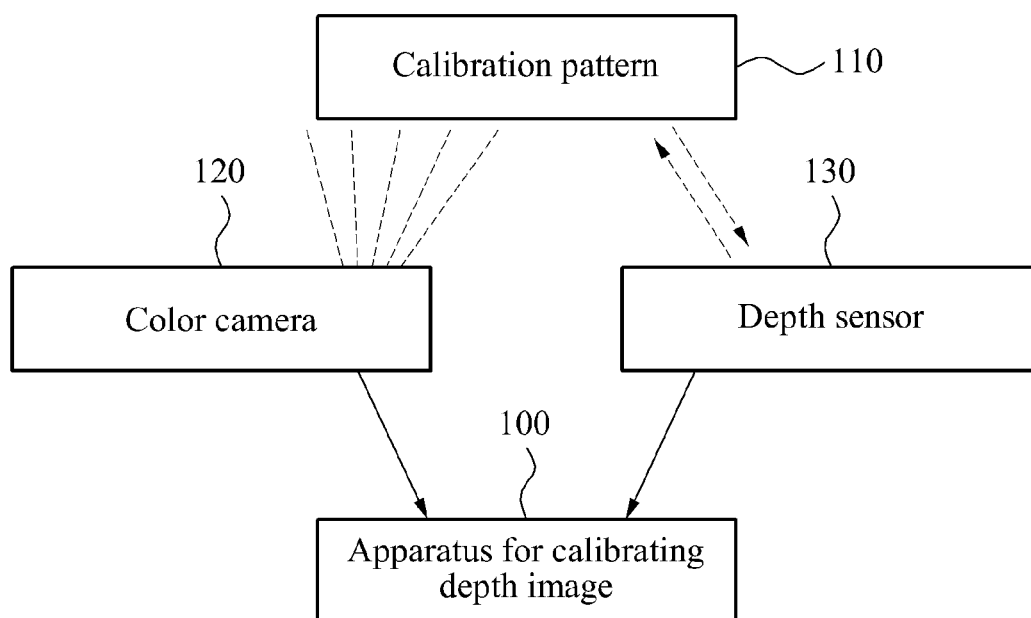 Calibration pattern
110
120
130
Color camera
Depth sensor
100
Apparatus for calibrating
depth image